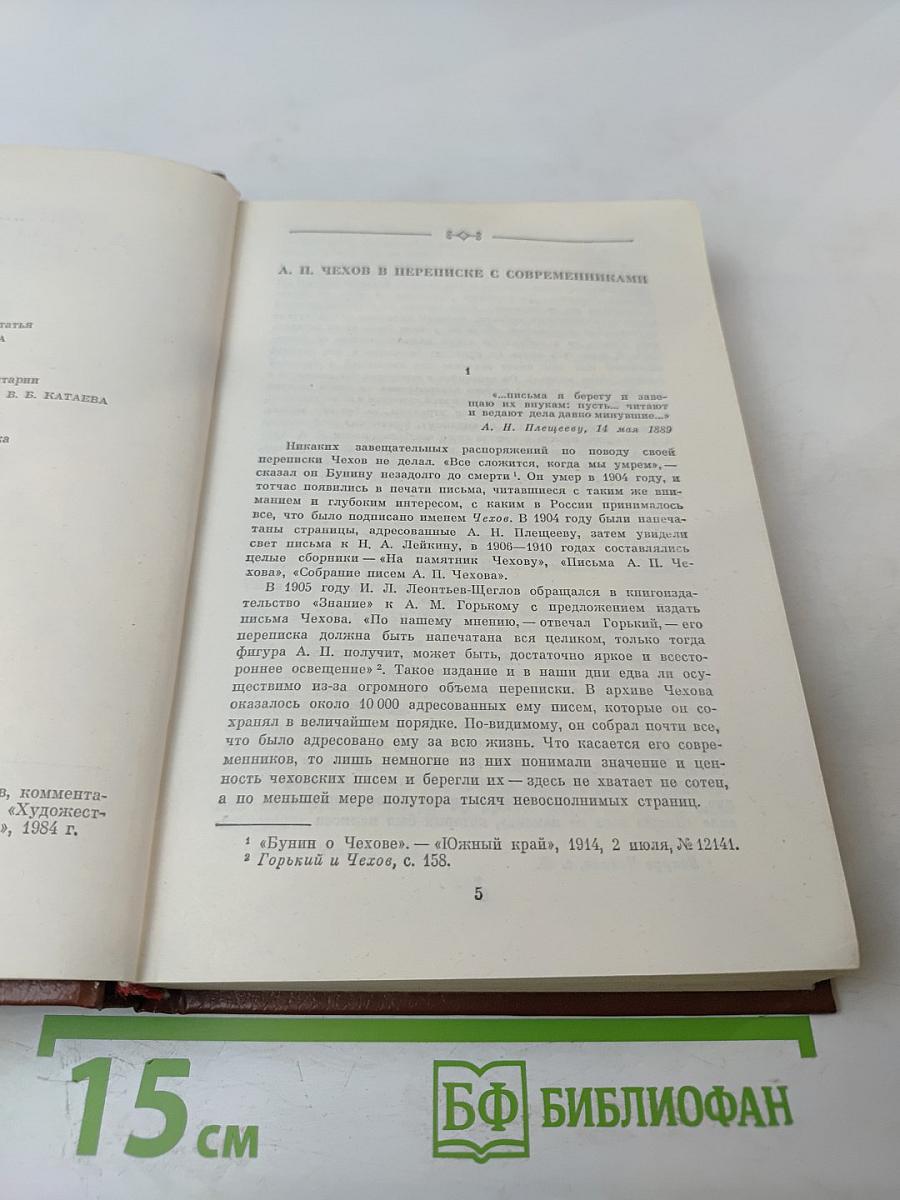 татья
А
тарии
В. Б. КАТАЕВА
ка
в, коммента-
«Художест-
», 1984 г.
А. П. ЧЕХОВ В ПЕРЕПИСКЕ С СОВРЕМЕННИКАМИ
1
«...письма я берегу и заве-
щаю их внукам: пусть... читают
и ведают дела давно минувшие...»
А. Н. Плещееву, 14 мая 1889
Никаких завещательных распоряжений по поводу своей
переписки Чехов не делал. «Все сложится, когда мы умрем», —
сказал он Бунину незадолго до смерти ¹. Он умер в 1904 году, и
тотчас появились в печати письма, читавшиеся с таким же вни-
манием и глубоким интересом, с каким в России принималось
все, что было подписано именем Чехов. В 1904 году были напеча-
таны страницы, адресованные А. Н. Плещееву, затем увидели
свет письма к Н. А. Лейкину, в 1906—1910 годах составлялись
целые сборники — «На памятник Чехову», «Письма А. П. Че-
хова», «Собрание писем А. П. Чехова».
В 1905 году И. Л. Леонтьев-Щеглов обращался в книгоизда-
тельство «Знание» к А. М. Горькому с предложением издать
письма Чехова. «По нашему мнению, — отвечал Горький, — его
переписка должна быть напечатана вся целиком, только тогда
фигура А. П. получит, может быть, достаточно яркое и всесто-
роннее освещение» ². Такое издание и в наши дни едва ли осу-
ществимо из-за огромного объема переписки. В архиве Чехова
оказалось около 10 000 адресованных ему писем, которые он со-
хранял в величайшем порядке. По-видимому, он собрал почти все,
что было адресовано ему за всю жизнь. Что касается его совре-
менников, то лишь немногие из них понимали значение и цен-
ность чеховских писем и берегли их — здесь не хватает не сотен,
а по меньшей мере полутора тысяч невосполнимых страниц.
¹ «Бунин о Чехове». — «Южный край», 1914, 2 июля, № 12141.
² Горький и Чехов, с. 158.
5
15 см
БФ БИБЛИОФАН